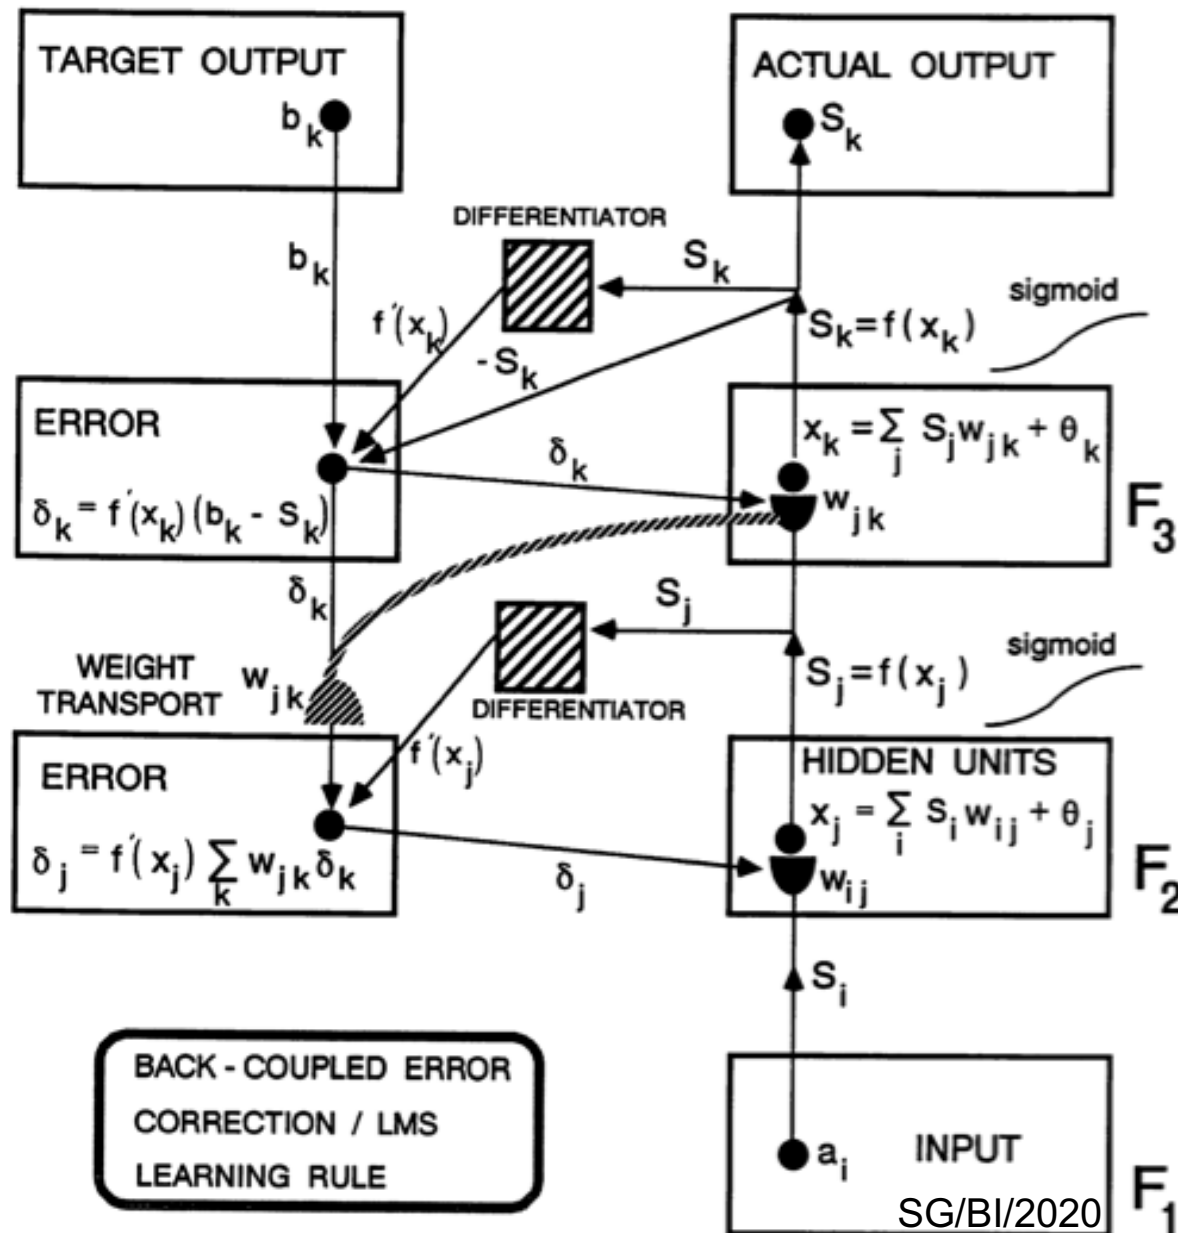 TARGET OUTPUT
b_k
ACTUAL OUTPUT
S_k
DIFFERENTIATOR
b_k
S_k
f'(x_k)
-S_k
S_k = f(x_k)
sigmoid
ERROR
δ_k = f'(x_k) (b_k - S_k)
δ_k
x_k = Σ_j S_j w_jk + θ_k
w_jk
F_3
δ_k
S_j
WEIGHT
TRANSPORT
w_jk
DIFFERENTIATOR
f'(x_j)
S_j = f(x_j)
sigmoid
ERROR
δ_j = f'(x_j) Σ_k w_jk δ_k
δ_j
HIDDEN UNITS
x_j = Σ_i S_i w_ij + θ_j
w_ij
F_2
S_i
BACK - COUPLED ERROR
CORRECTION / LMS
LEARNING RULE
a_i
INPUT
F_1
SG/BI/2020